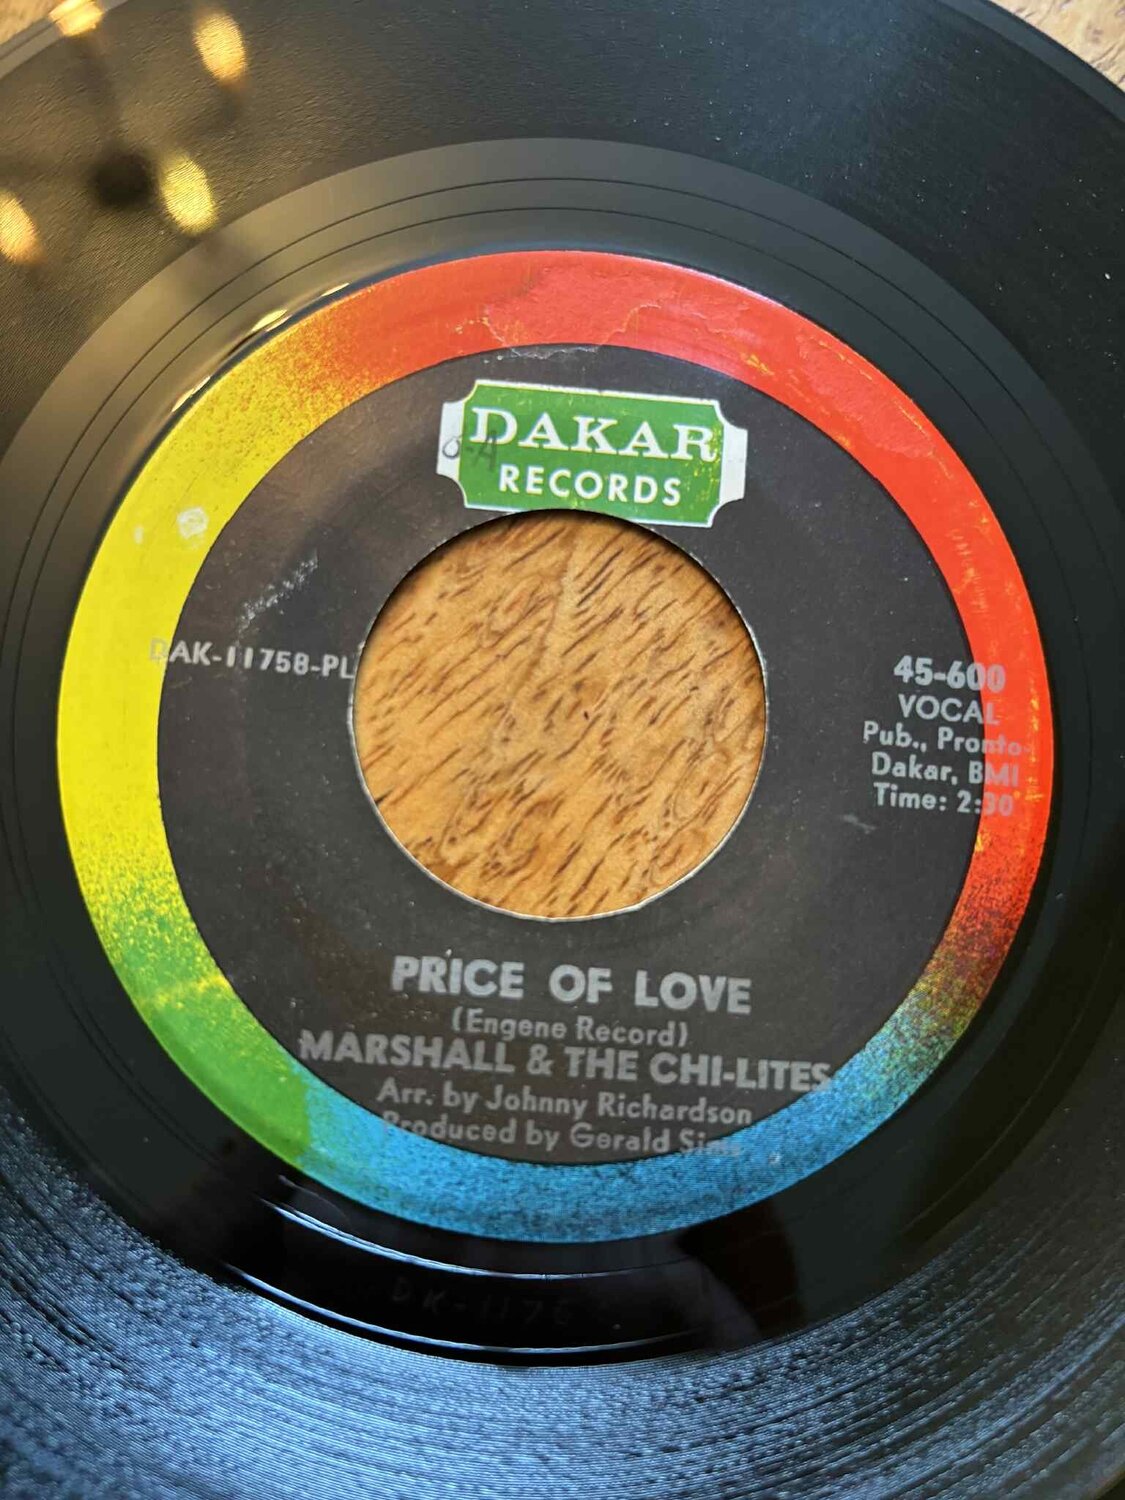 DAKAR
RECORDS
DAK-11758-PL
45-600
VOCAL
Pub., Pronto-
Dakar, BMI
Time: 2:30
PRICE OF LOVE
(Engene Record)
MARSHALL & THE CHI-LITES
Arr. by Johnny Richardson
Produced by Gerald Sims